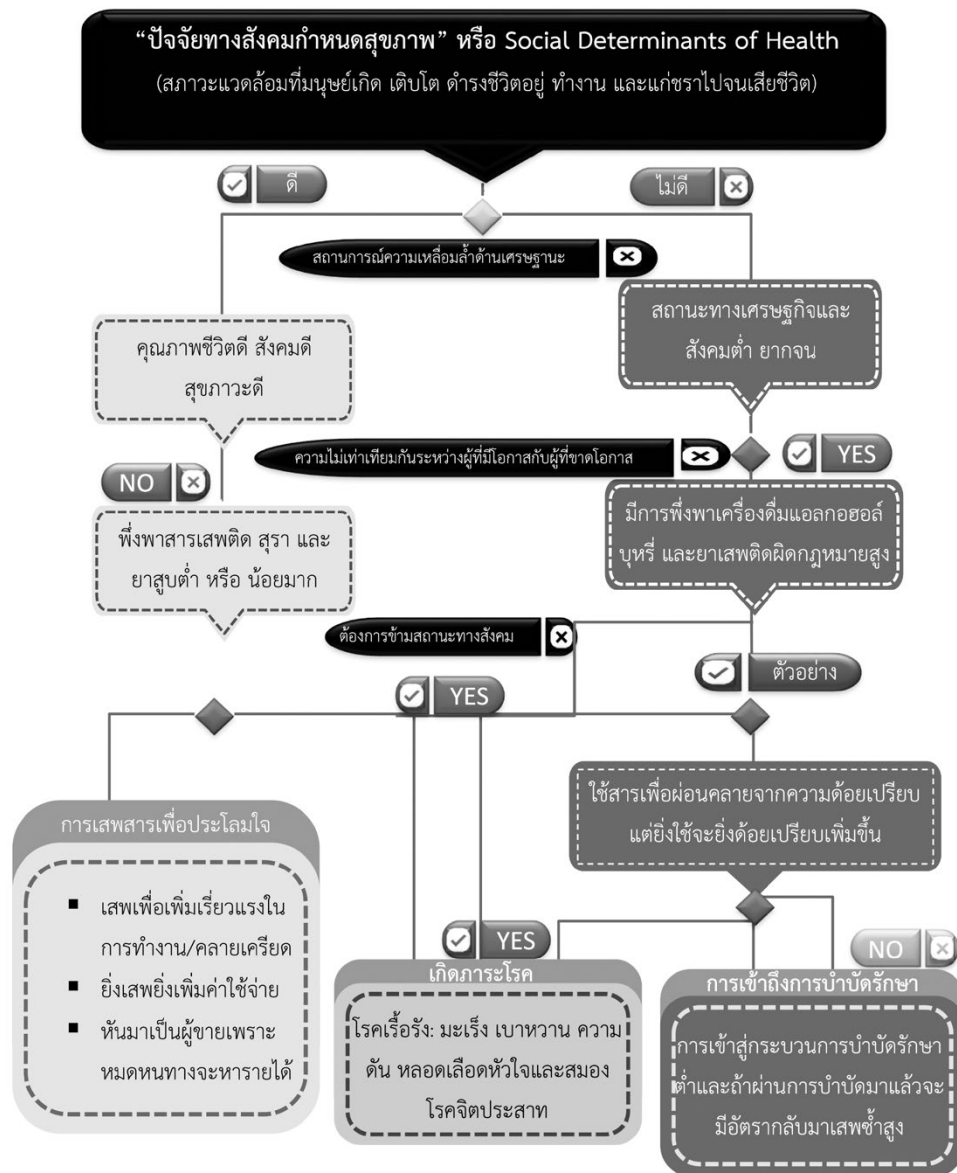 “ปัจจัยทางสังคมกำหนดสุขภาพ” หรือ Social Determinants of Health
(สภาวะแวดล้อมที่มนุษย์เกิด เติบโต ดำรงชีวิตอยู่ ทำงาน และแก่ชราไปจนเสียชีวิต)
ดี
ไม่ดี
สถานการณ์ความเหลื่อมล้ำด้านเศรษฐานะ
คุณภาพชีวิตดี สังคมดี
สุขภาวะดี
สถานะทางเศรษฐกิจและ
สังคมต่ำ ยากจน
ความไม่เท่าเทียมกันระหว่างผู้ที่มีโอกาสกับผู้ที่ขาดโอกาส
YES
NO
พึ่งพาสารเสพติด สุรา และ
ยาสูบต่ำ หรือ น้อยมาก
มีการพึ่งพาเครื่องดื่มแอลกอฮอล์
บุหรี่ และยาเสพติดผิดกฎหมายสูง
ต้องการข้ามสถานะทางสังคม
ตัวอย่าง
YES
การเสพสารเพื่อประโลมใจ
▪ เสพเพื่อเพิ่มเรี่ยวแรงใน
การทำงาน/คลายเครียด
▪ ยิ่งเสพยิ่งเพิ่มค่าใช้จ่าย
▪ หันมาเป็นผู้ขายเพราะ
หมดหนทางจะหารายได้
ใช้สารเพื่อผ่อนคลายจากความด้อยเปรียบ
แต่ยิ่งใช้จะยิ่งด้อยเปรียบเพิ่มขึ้น
YES
เกิดภาระโรค
โรคเรื้อรัง: มะเร็ง เบาหวาน ความ
ดัน หลอดเลือดหัวใจและสมอง
โรคจิตประสาท
NO
การเข้าถึงการบำบัดรักษา
การเข้าสู่กระบวนการบำบัดรักษา
ต่ำและถ้าผ่านการบำบัดมาแล้วจะ
มีอัตรากลับมาเสพซ้ำสูง